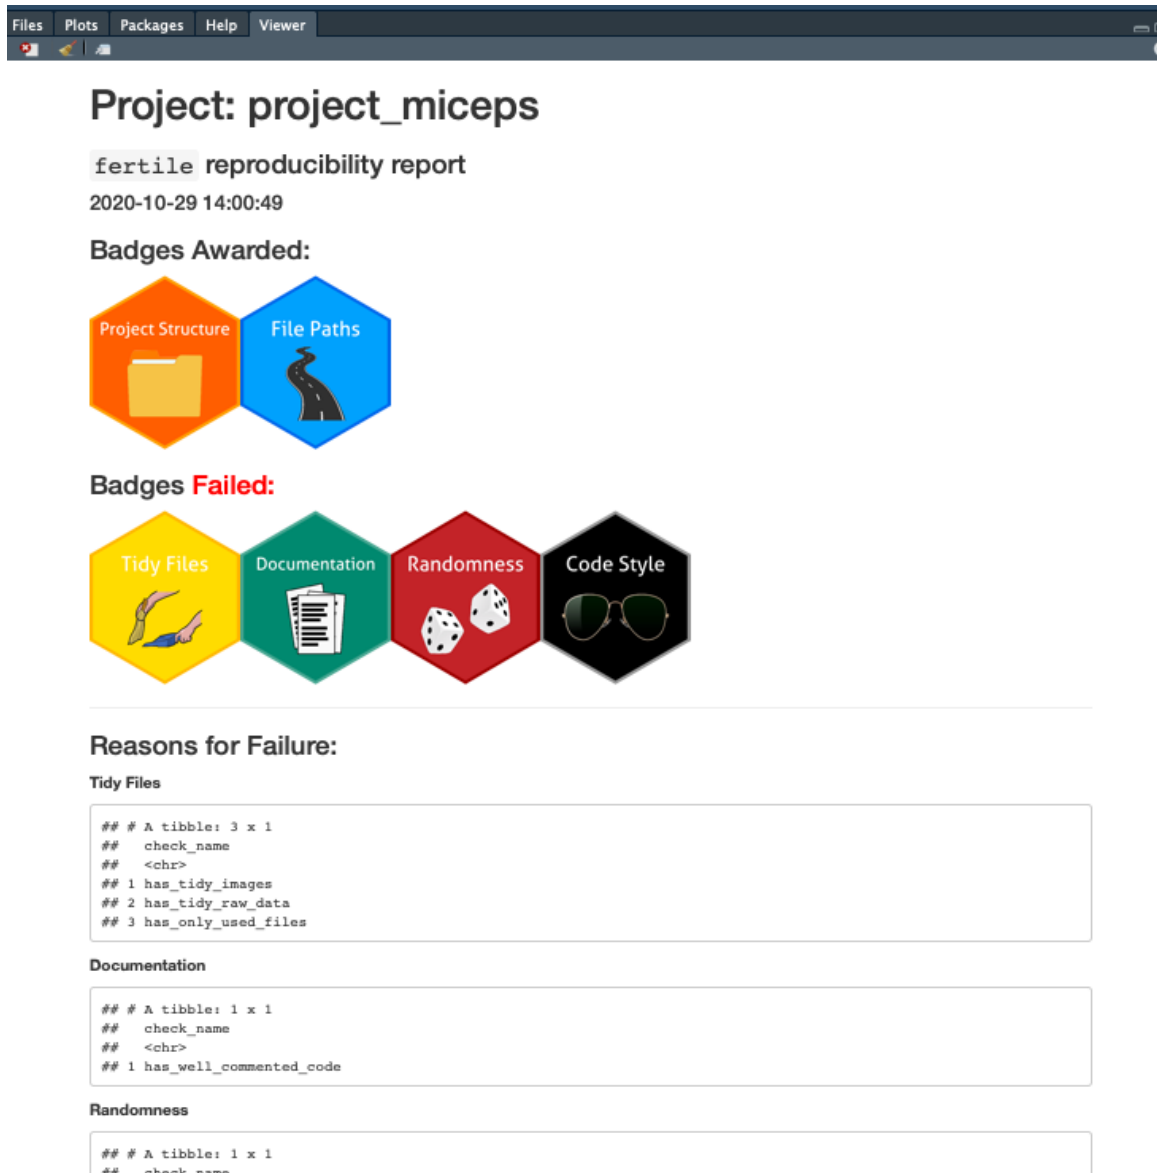 Files Plots Packages Help Viewer
Project: project_miceps
fertile reproducibility report
2020-10-29 14:00:49
Badges Awarded:
Project Structure File Paths
Badges Failed:
Tidy Files Documentation Randomness Code Style
Reasons for Failure:
Tidy Files
## # A tibble: 3 x 1
## check_name
## <chr>
## 1 has_tidy_images
## 2 has_tidy_raw_data
## 3 has_only_used_files
Documentation
## # A tibble: 1 x 1
## check_name
## <chr>
## 1 has_well_commented_code
Randomness
## # A tibble: 1 x 1
## check_name